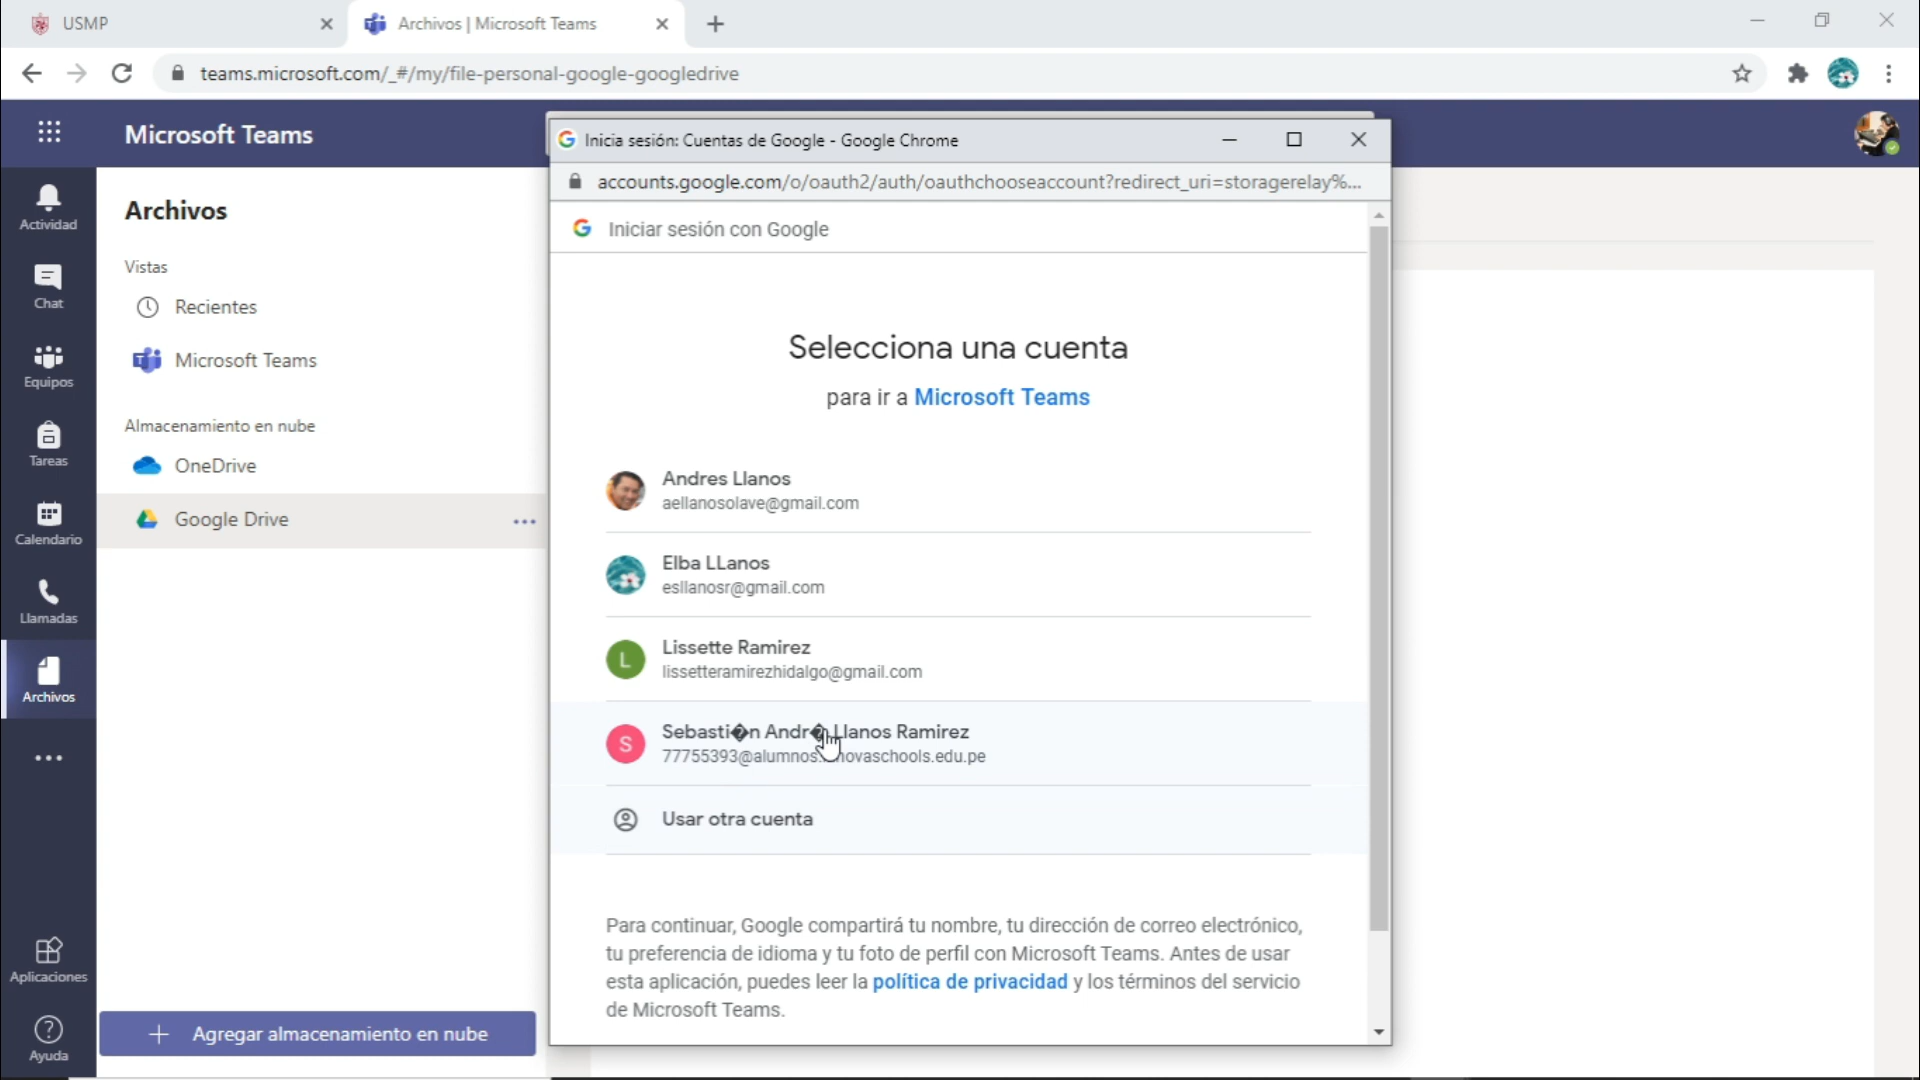 USMP
Archivos | Microsoft Teams
teams.microsoft.com/_#/my/file-personal-google-googledrive
Microsoft Teams
Inicia sesión: Cuentas de Google - Google Chrome
accounts.google.com/o/oauth2/auth/oauthchooseaccount?redirect_uri=storagerelay%...
Actividad
Chat
Equipos
Tareas
Calendario
Llamadas
Archivos
Aplicaciones
Ayuda
Archivos
Vistas
Recientes
Microsoft Teams
Almacenamiento en nube
OneDrive
Google Drive
Agregar almacenamiento en nube
Iniciar sesión con Google
Selecciona una cuenta
para ir a Microsoft Teams
Andres Llanos
aellanosolave@gmail.com
Elba LLanos
esllanosr@gmail.com
L
Lissette Ramirez
lissetteramirezhidalgo@gmail.com
S
Sebasti�n Andr� Llanos Ramirez
Usar otra cuenta
Para continuar, Google compartirá tu nombre, tu dirección de correo electrónico,
tu preferencia de idioma y tu foto de perfil con Microsoft Teams. Antes de usar
esta aplicación, puedes leer la política de privacidad y los términos del servicio
de Microsoft Teams.